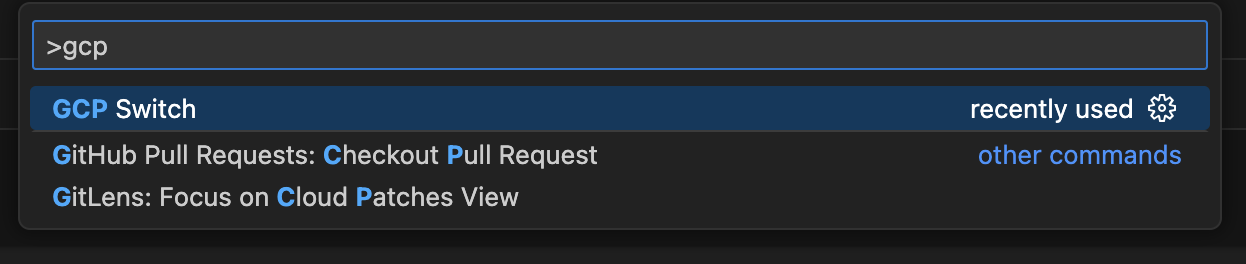 >gcp
GCP Switch recently used
GitHub Pull Requests: Checkout Pull Request other commands
GitLens: Focus on Cloud Patches View